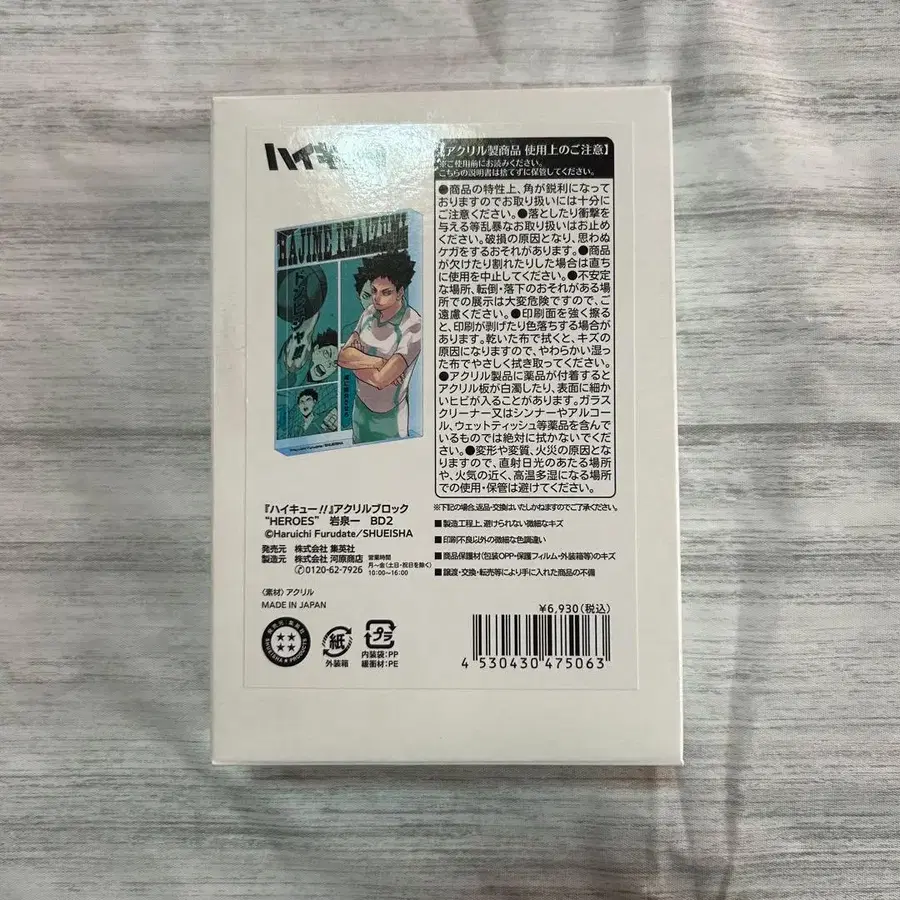 ハイキュー
【アクリル製商品 使用上のご注意】
※ご使用前にお読みください。
こちらの説明書は捨てずに保管してください。
●商品の特性上、角が鋭利になって
おりますのでお取り扱いには十分に
ご注意ください。●落としたり衝撃を
与える等乱暴なお取り扱いはお止め
ください。破損の原因となり、思わぬ
ケガをするおそれがあります。●商品
が欠けたり割れたりした場合は直ち
に使用を中止してください。●不安定
な場所、転倒・落下のおそれがある場
所での展示は大変危険ですので、ご
遠慮ください。●印刷面を強く擦る
と、印刷が剥げたり色落ちする場合が
あります。乾いた布で拭くと、キズの
原因になりますので、やわらかい湿っ
た布でやさしく拭き取ってください。
●アクリル製品に薬品が付着すると
アクリル板が白濁したり、表面に細か
いヒビが入ることがあります。ガラス
クリーナー又はシンナーやアルコー
ル、ウェットティッシュ等薬品を含んで
いるものでは絶対に拭かないでくだ
さい。●変形や変質、火災の原因とな
りますので、直射日光のあたる場所
や、火気の近く、高温多湿になる場所
での使用・保管は避けてください。
HAJIME IWAIZUMI
©Haruichi Furudate/SHUEISHA
『ハイキュー!!』アクリルブロック
"HEROES" 岩泉一 BD2
©Haruichi Furudate/SHUEISHA
発売元 株式会社 集英社
製造元 株式会社 河原商店
0120-62-7926
営業時間
月〜金(土日・祝日を除く)
10:00〜16:00
〈素材〉アクリル
MADE IN JAPAN
※下記の場合、返品・交換はいたしかねますのでご了承ください。
■製造工程上、避けられない微細なキズ
■印刷不良以外の微細な色調違い
■商品保護材(包装OPP・保護フィルム・外装箱等)のキズ
■譲渡・交換・転売等により手に入れた商品の不備
¥6,930(税込)
4 530430 475063
SHUEISHA ★ PRODUCTS
紙
外装箱
プラ
内装袋:PP
緩衝材:PE